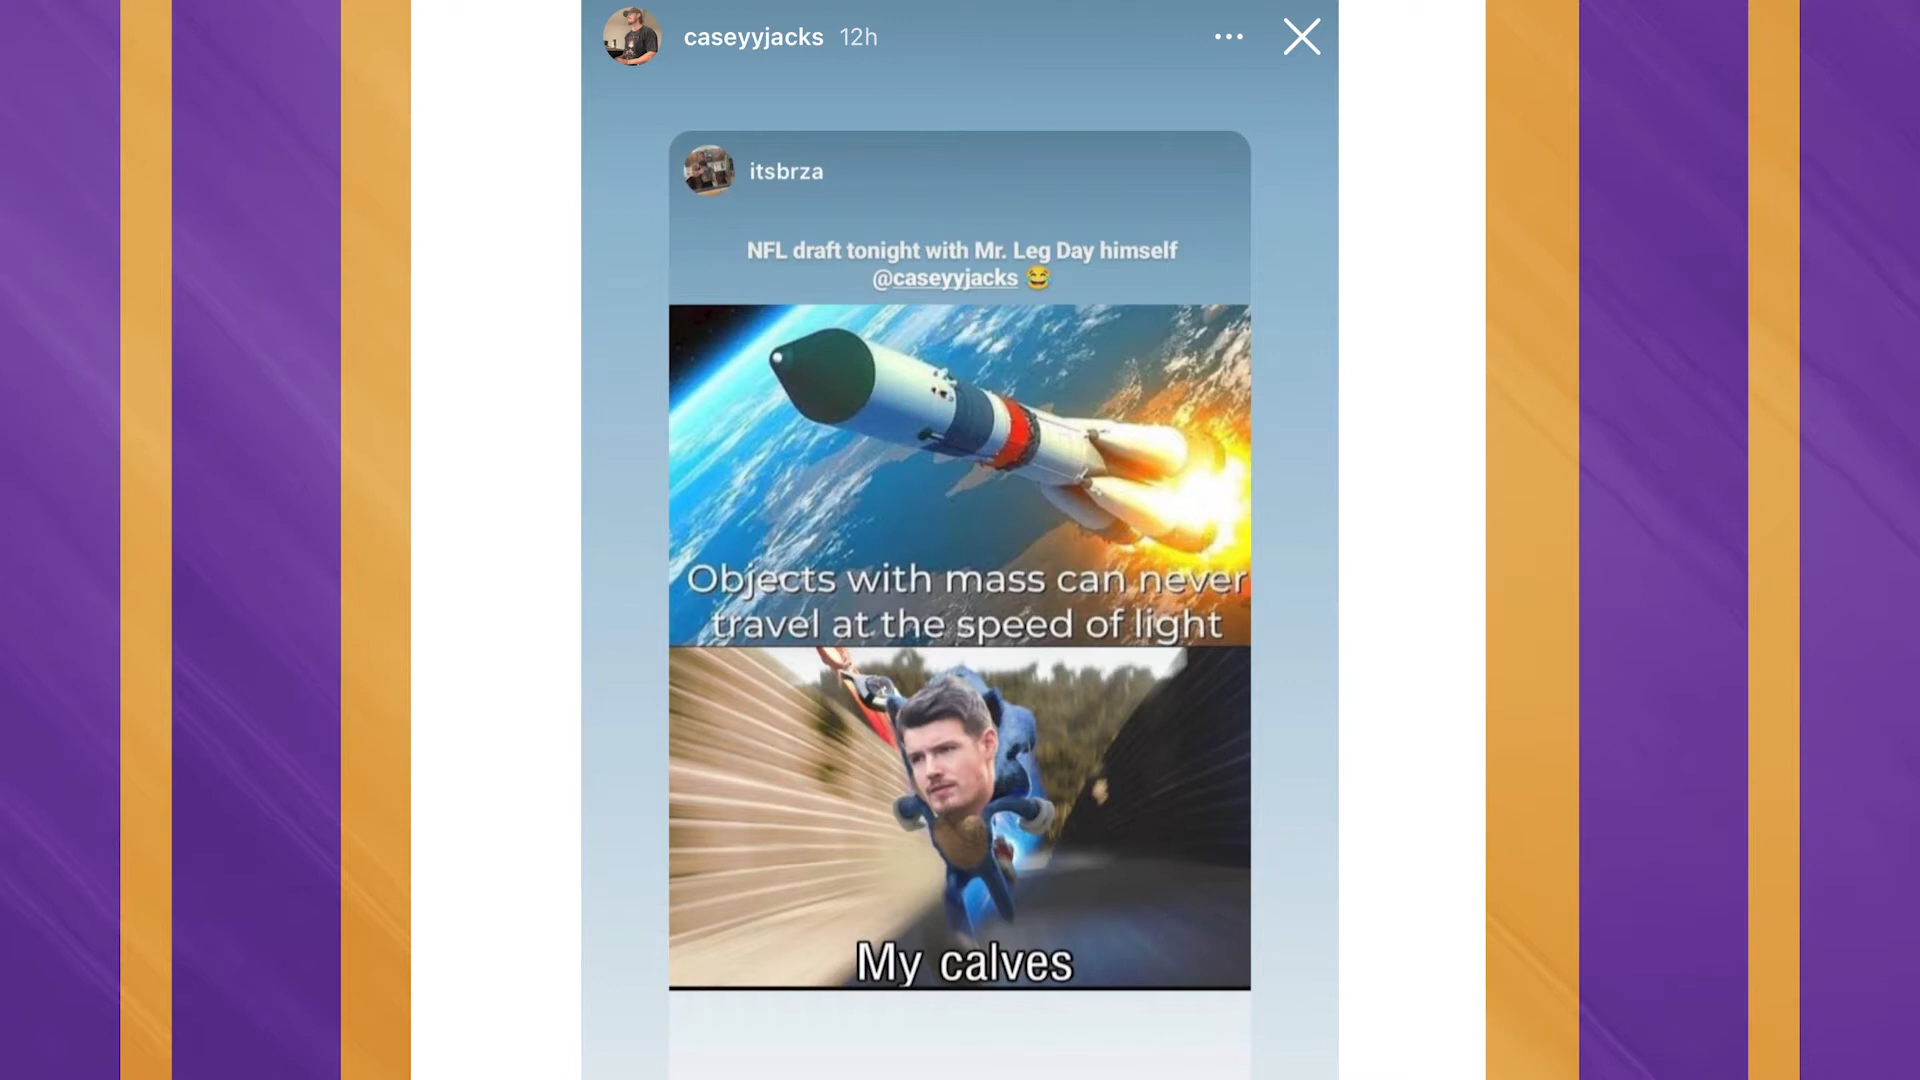 caseyyjacks 12h
itsbrza
NFL draft tonight with Mr. Leg Day himself
@caseyyjacks 😂
Objects with mass can never
travel at the speed of light
My calves